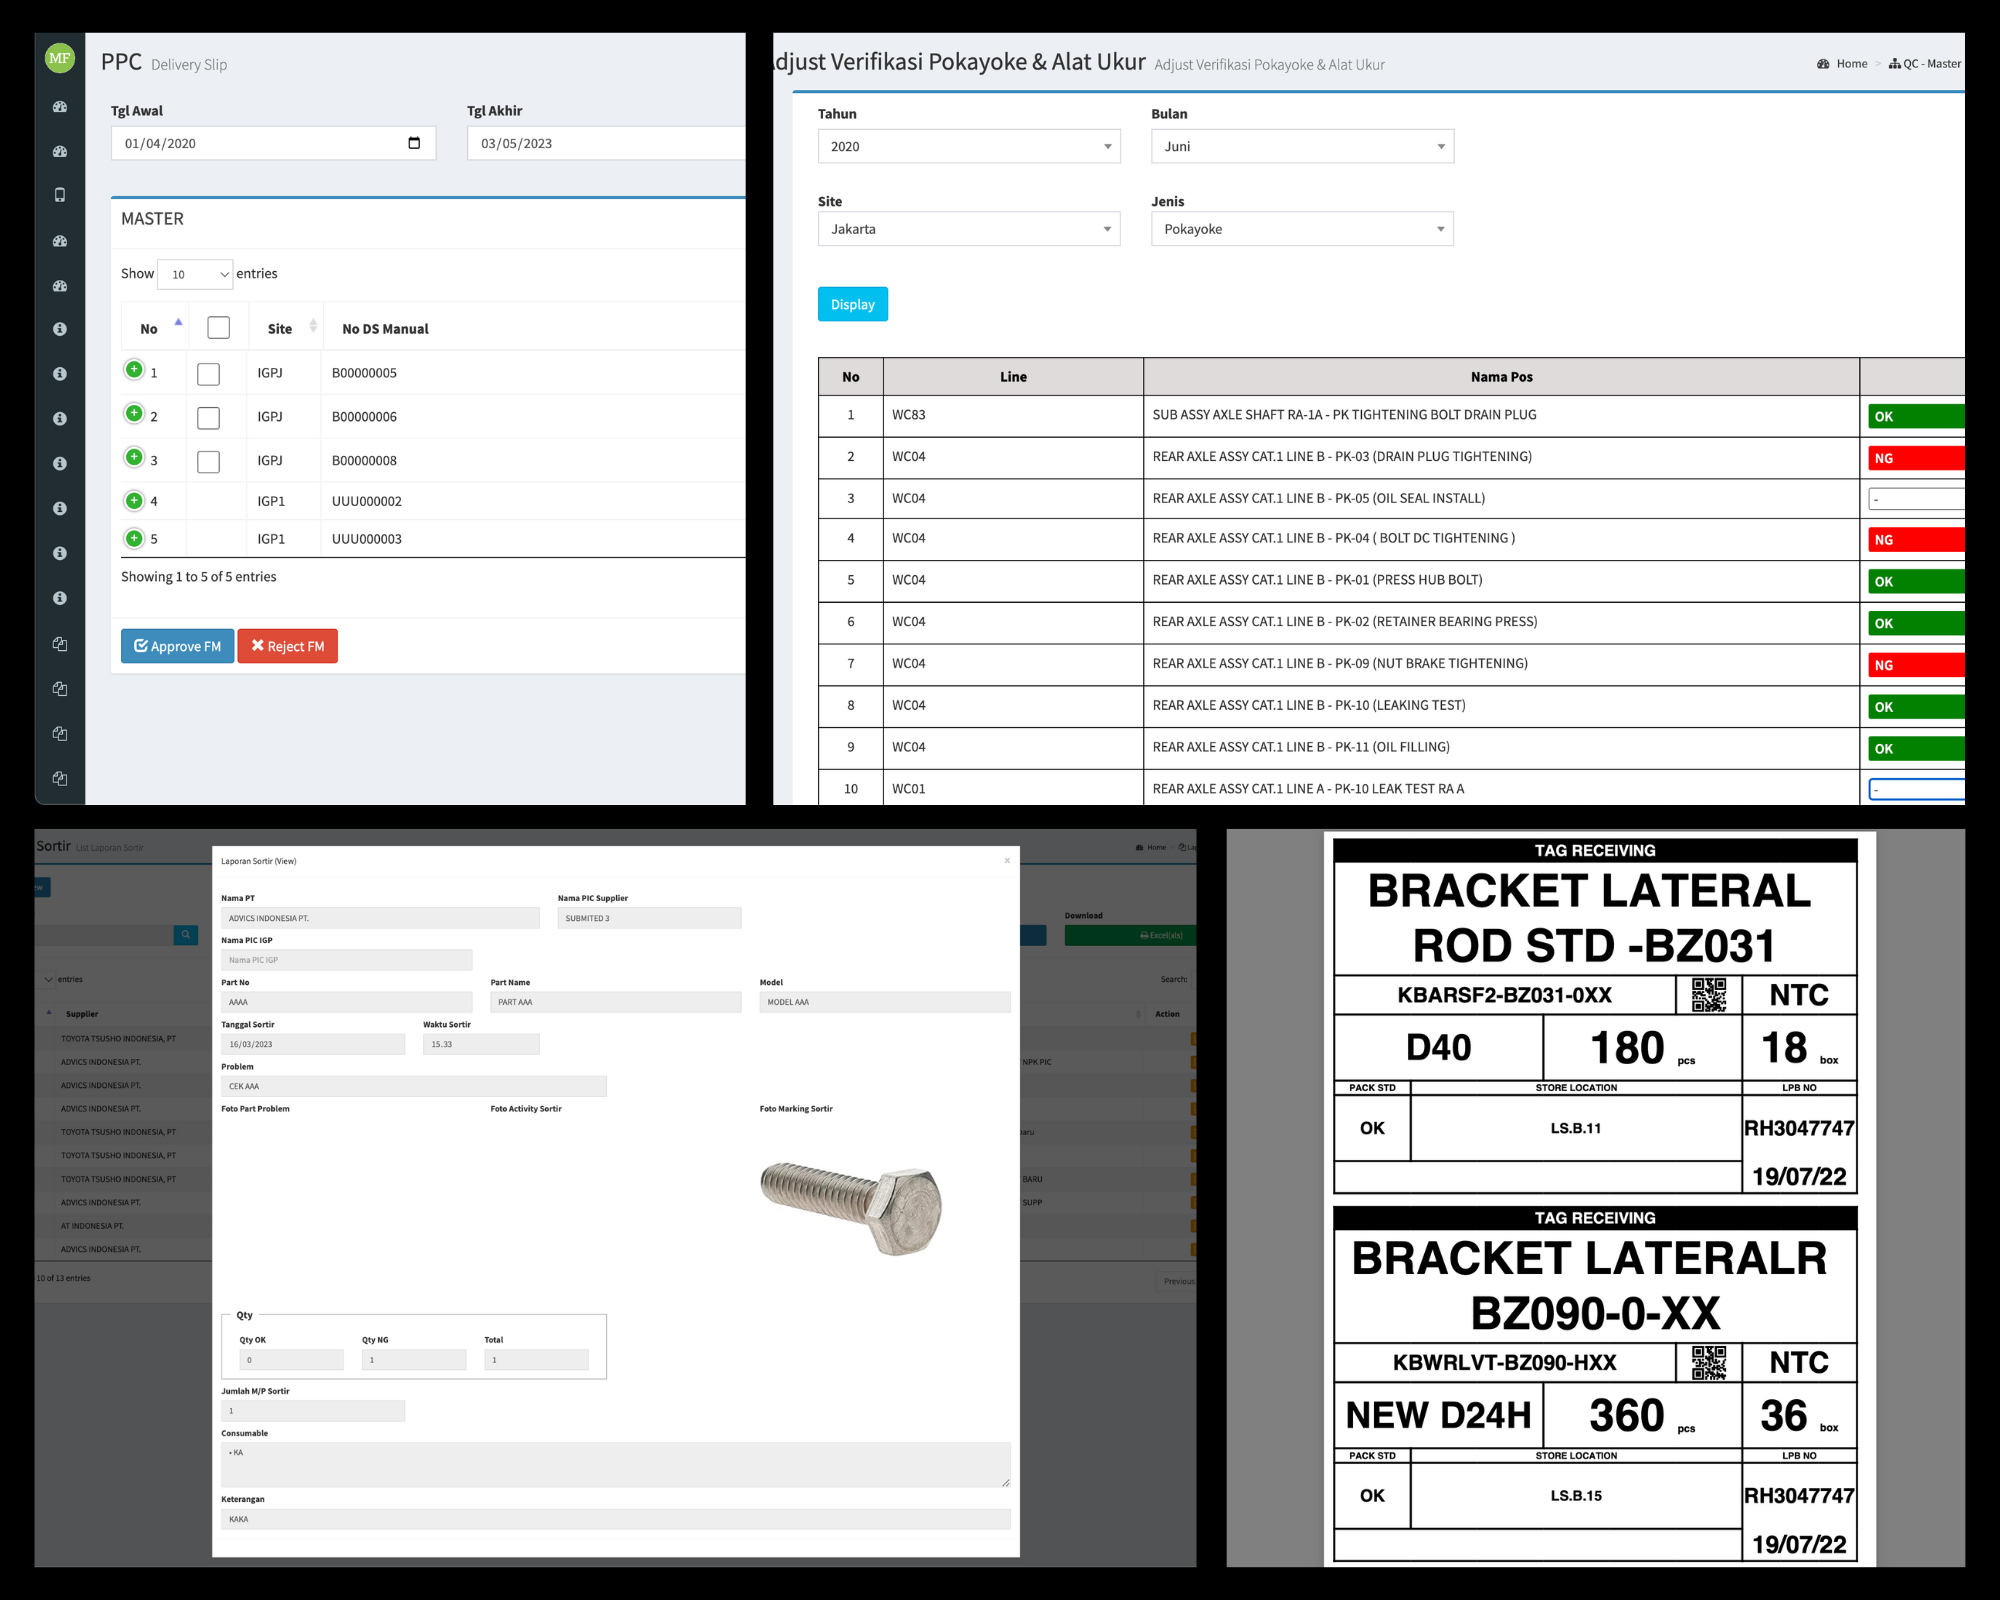 MF
PPC Delivery Slip
Tgl Awal
Tgl Akhir
01/04/2020
03/05/2023
MASTER
Show 10 entries
No Site No DS Manual
1 IGPJ B00000005
2 IGPJ B00000006
3 IGPJ B00000008
4 IGP1 UUU000002
5 IGP1 UUU000003
Showing 1 to 5 of 5 entries
Approve FM Reject FM
djust Verifikasi Pokayoke & Alat Ukur Adjust Verifikasi Pokayoke & Alat Ukur
Home > QC - Master
Tahun Bulan
2020 Juni
Site Jenis
Jakarta Pokayoke
Display
No Line Nama Pos
1 WC83 SUB ASSY AXLE SHAFT RA-1A - PK TIGHTENING BOLT DRAIN PLUG OK
2 WC04 REAR AXLE ASSY CAT.1 LINE B - PK-03 (DRAIN PLUG TIGHTENING) NG
3 WC04 REAR AXLE ASSY CAT.1 LINE B - PK-05 (OIL SEAL INSTALL) -
4 WC04 REAR AXLE ASSY CAT.1 LINE B - PK-04 ( BOLT DC TIGHTENING ) NG
5 WC04 REAR AXLE ASSY CAT.1 LINE B - PK-01 (PRESS HUB BOLT) OK
6 WC04 REAR AXLE ASSY CAT.1 LINE B - PK-02 (RETAINER BEARING PRESS) OK
7 WC04 REAR AXLE ASSY CAT.1 LINE B - PK-09 (NUT BRAKE TIGHTENING) NG
8 WC04 REAR AXLE ASSY CAT.1 LINE B - PK-10 (LEAKING TEST) OK
9 WC04 REAR AXLE ASSY CAT.1 LINE B - PK-11 (OIL FILLING) OK
10 WC01 REAR AXLE ASSY CAT.1 LINE A - PK-10 LEAK TEST RA A -
Sortir List Laporan Sortir
Home
entries
Supplier
TOYOTA TSUSHO INDONESIA, PT
ADVICS INDONESIA PT.
ADVICS INDONESIA PT.
ADVICS INDONESIA PT.
TOYOTA TSUSHO INDONESIA, PT
TOYOTA TSUSHO INDONESIA, PT
TOYOTA TSUSHO INDONESIA, PT
ADVICS INDONESIA PT.
AT INDONESIA PT.
ADVICS INDONESIA PT.
10 of 13 entries
Laporan Sortir (View) ×
Nama PT Nama PIC Supplier
ADVICS INDONESIA PT. SUBMITED 3
Nama PIC IGP
Nama PIC IGP
Part No Part Name Model
AAAA PART AAA MODEL AAA
Tanggal Sortir Waktu Sortir
16/03/2023 15.33
Problem
CEK AAA
Foto Part Problem Foto Activity Sortir Foto Marking Sortir
Qty
Qty OK Qty NG Total
0 1 1
Jumlah M/P Sortir
1
Consumable
• KA
Keterangan
KAKA
Download
Excel(xls)
Search:
Action
NPK PIC
baru
BARU
SUPP
Previous
TAG RECEIVING
BRACKET LATERAL
ROD STD -BZ031
KBARSF2-BZ031-0XX NTC
D40 180 pcs 18 box
PACK STD STORE LOCATION LPB NO
OK LS.B.11 RH3047747
19/07/22
TAG RECEIVING
BRACKET LATERALR
BZ090-0-XX
KBWRLVT-BZ090-HXX NTC
NEW D24H 360 pcs 36 box
PACK STD STORE LOCATION LPB NO
OK LS.B.15 RH3047747
19/07/22